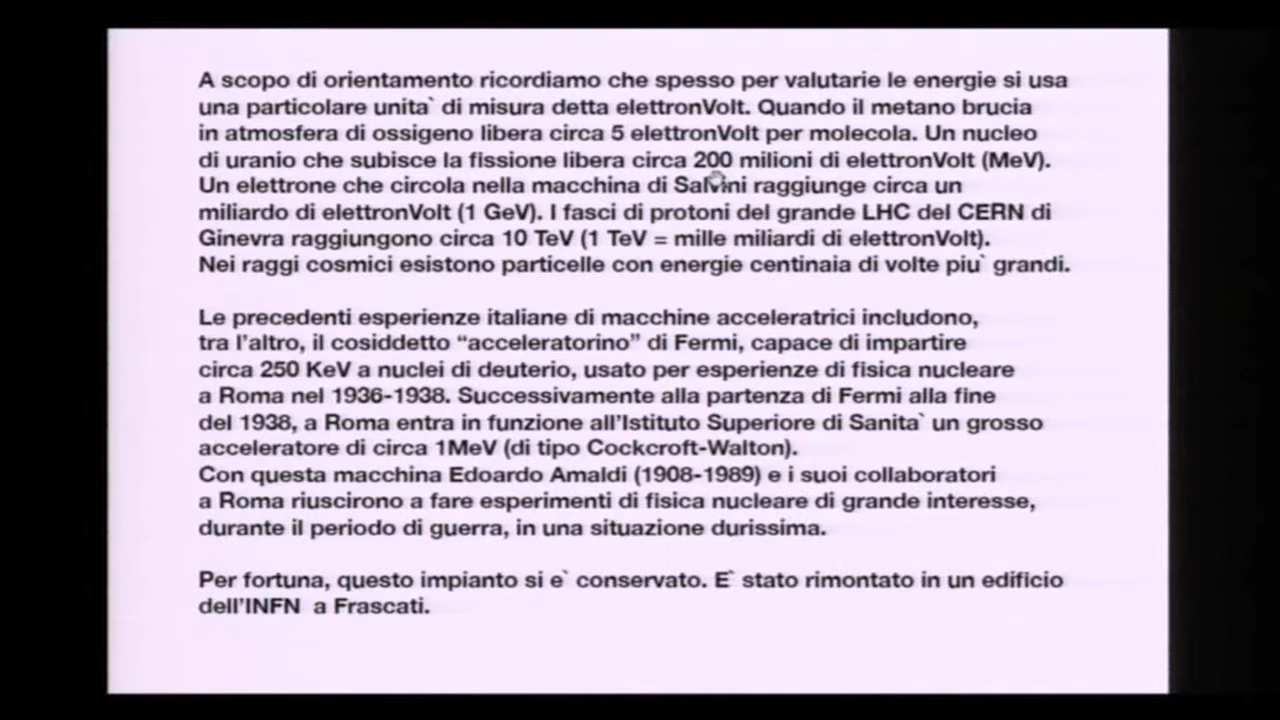 A scopo di orientamento ricordiamo che spesso per valutarie le energie si usa
una particolare unita` di misura detta elettronVolt. Quando il metano brucia
in atmosfera di ossigeno libera circa 5 elettronVolt per molecola. Un nucleo
di uranio che subisce la fissione libera circa 200 milioni di elettronVolt (MeV).
Un elettrone che circola nella macchina di Salvini raggiunge circa un
miliardo di elettronVolt (1 GeV). I fasci di protoni del grande LHC del CERN di
Ginevra raggiungono circa 10 TeV (1 TeV = mille miliardi di elettronVolt).
Nei raggi cosmici esistono particelle con energie centinaia di volte piu` grandi.
Le precedenti esperienze italiane di macchine acceleratrici includono,
tra l'altro, il cosiddetto “acceleratorino” di Fermi, capace di impartire
circa 250 KeV a nuclei di deuterio, usato per esperienze di fisica nucleare
a Roma nel 1936-1938. Successivamente alla partenza di Fermi alla fine
del 1938, a Roma entra in funzione all'Istituto Superiore di Sanita` un grosso
acceleratore di circa 1MeV (di tipo Cockcroft-Walton).
Con questa macchina Edoardo Amaldi (1908-1989) e i suoi collaboratori
a Roma riuscirono a fare esperimenti di fisica nucleare di grande interesse,
durante il periodo di guerra, in una situazione durissima.
Per fortuna, questo impianto si e` conservato. E` stato rimontato in un edificio
dell'INFN a Frascati.